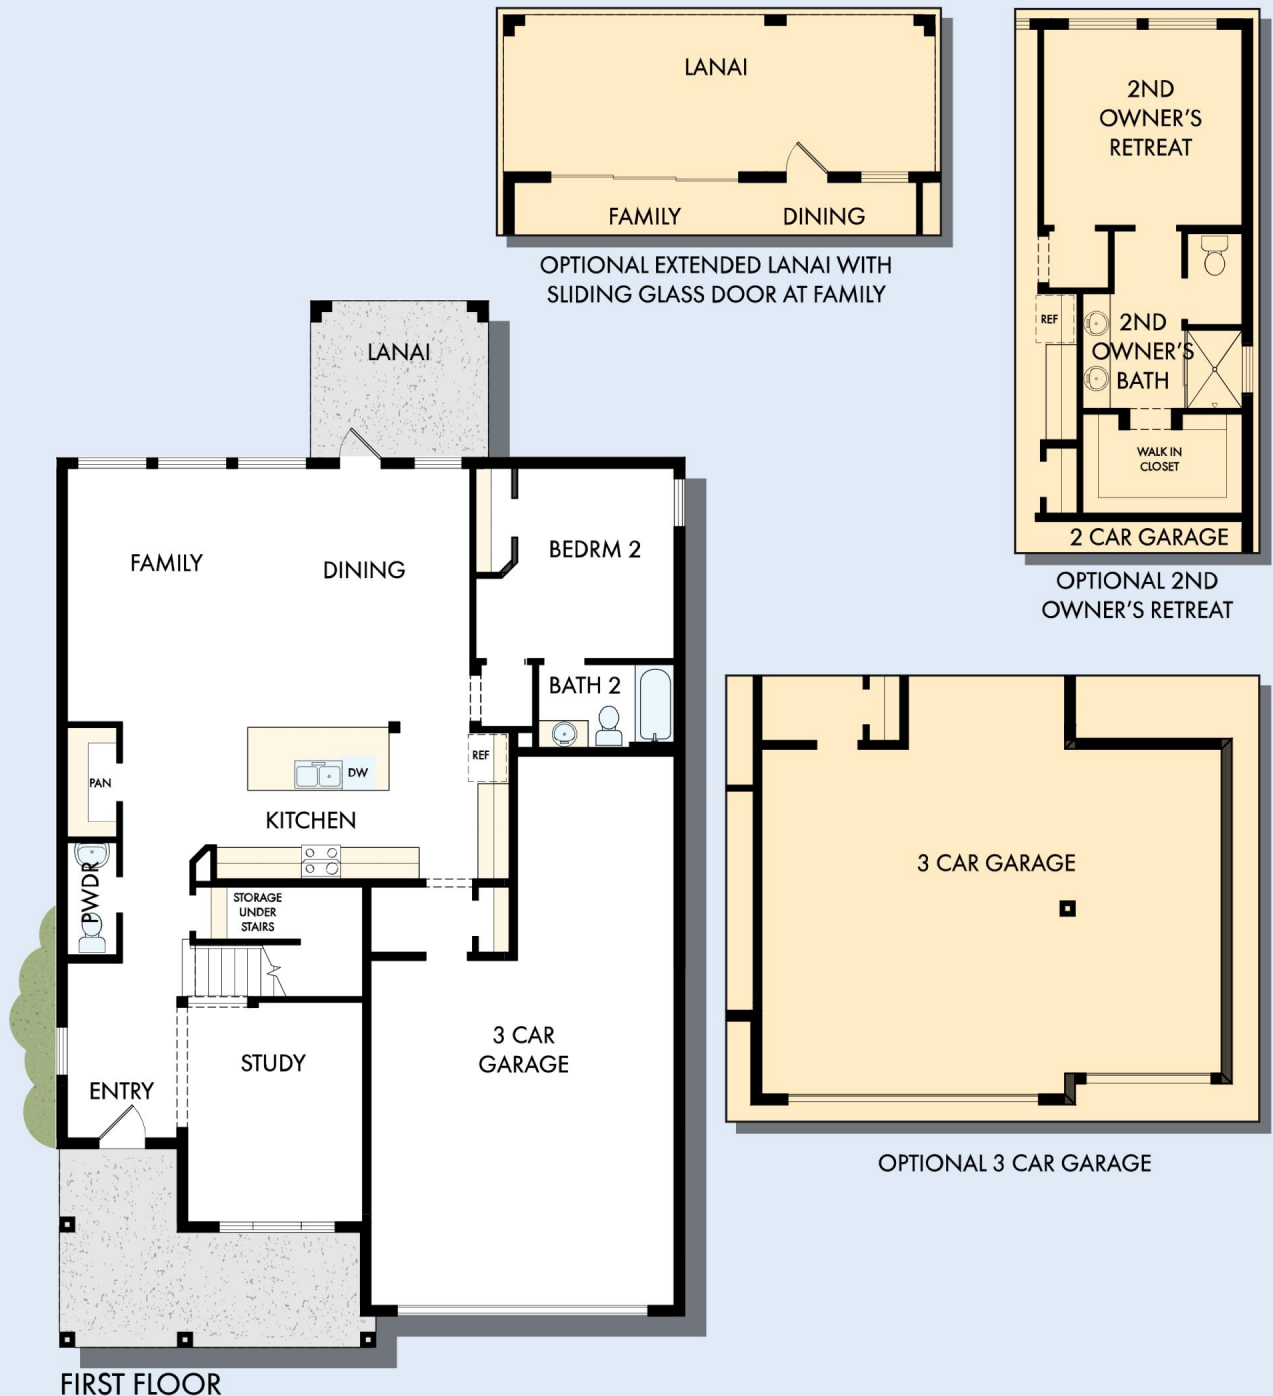 LANAI
FAMILY
DINING
OPTIONAL EXTENDED LANAI WITH
SLIDING GLASS DOOR AT FAMILY
2ND
OWNER'S
RETREAT
REF
2ND
OWNER'S
BATH
WALK IN
CLOSET
2 CAR GARAGE
OPTIONAL 2ND
OWNER'S RETREAT
LANAI
FAMILY
DINING
BEDRM 2
BATH 2
PAN
DW
REF
KITCHEN
PWDR
STORAGE
UNDER
STAIRS
3 CAR
GARAGE
STUDY
ENTRY
3 CAR GARAGE
OPTIONAL 3 CAR GARAGE
FIRST FLOOR